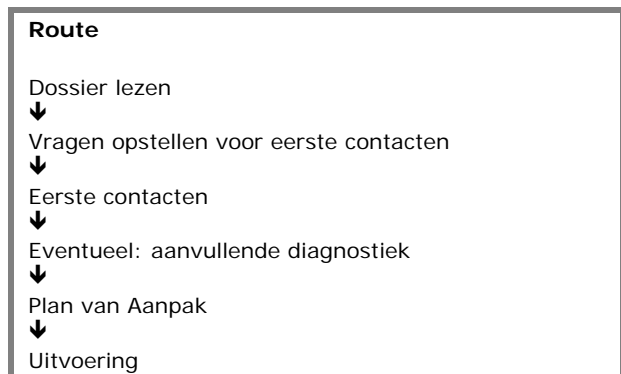 Route
Dossier lezen
🡫
Vragen opstellen voor eerste contacten
🡫
Eerste contacten
🡫
Eventueel: aanvullende diagnostiek
🡫
Plan van Aanpak
🡫
Uitvoering